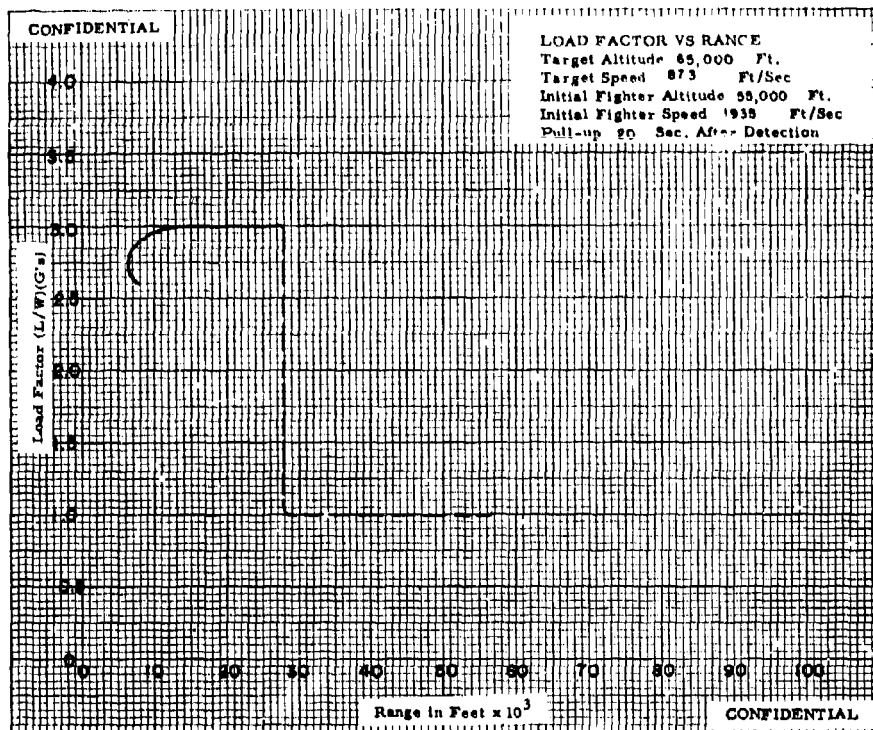 CONFIDENTIAL
LOAD FACTOR VS RANGE
Target Altitude 65,000 Ft.
Target Speed 873 Ft/Sec
Initial Fighter Altitude 55,000 Ft.
Initial Fighter Speed 1935 Ft/Sec
Pull-up 20 Sec. After Detection
4.0
3.5
3.0
2.5
2.0
1.5
1.0
0.5
0
Load Factor (L/W)(G's)
0 10 20 30 40 50 60 70 80 90 100
Range in Feet x 10³
CONFIDENTIAL